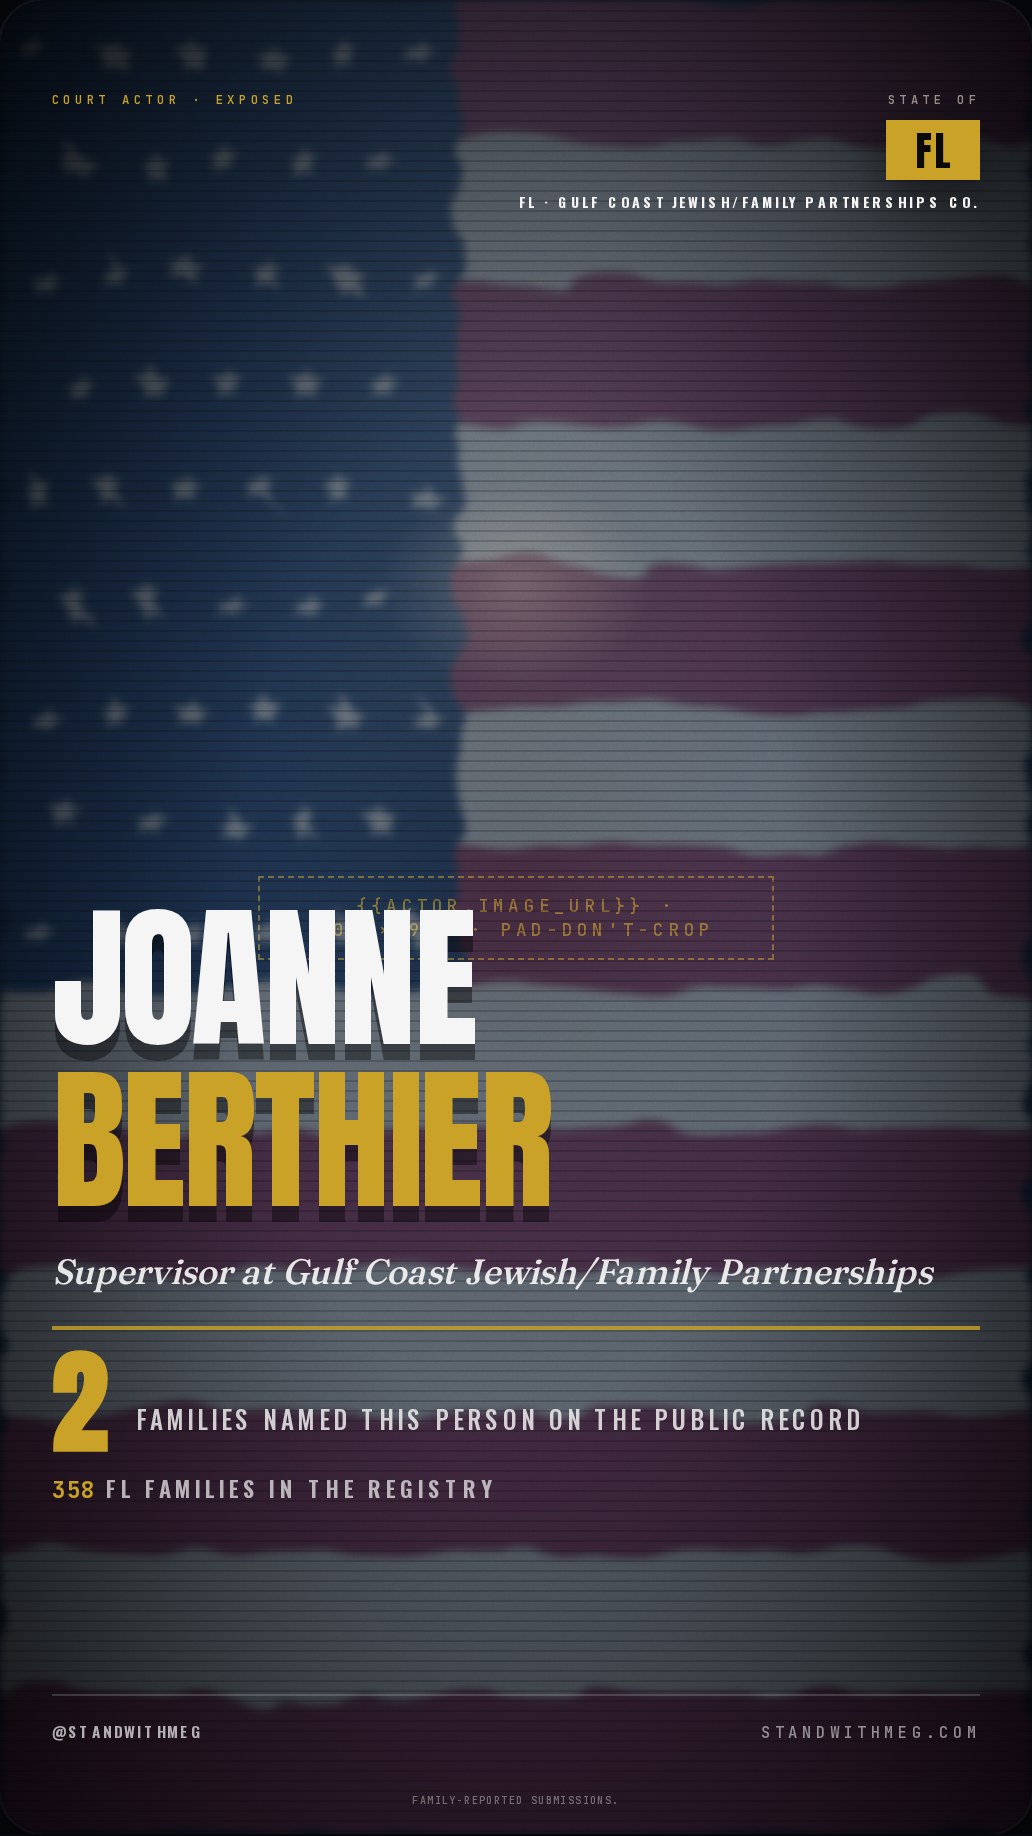 COURT ACTOR · EXPOSED
STATE OF
FL
FL · GULF COAST JEWISH/FAMILY PARTNERSHIPS CO.
{{ACTOR_IMAGE_URL}} ·
· PAD-DON'T-CROP
JOANNE
BERTHIER
Supervisor at Gulf Coast Jewish/Family Partnerships
2 FAMILIES NAMED THIS PERSON ON THE PUBLIC RECORD
358 FL FAMILIES IN THE REGISTRY
@STANDWITHMEG
STANDWITHMEG.COM
FAMILY-REPORTED SUBMISSIONS.